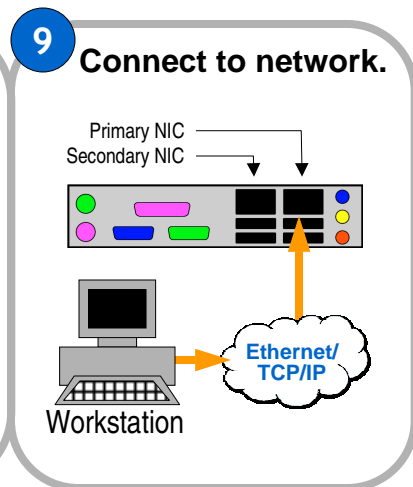 9
Connect to network.
Primary NIC
Secondary NIC
Ethernet/
TCP/IP
Workstation